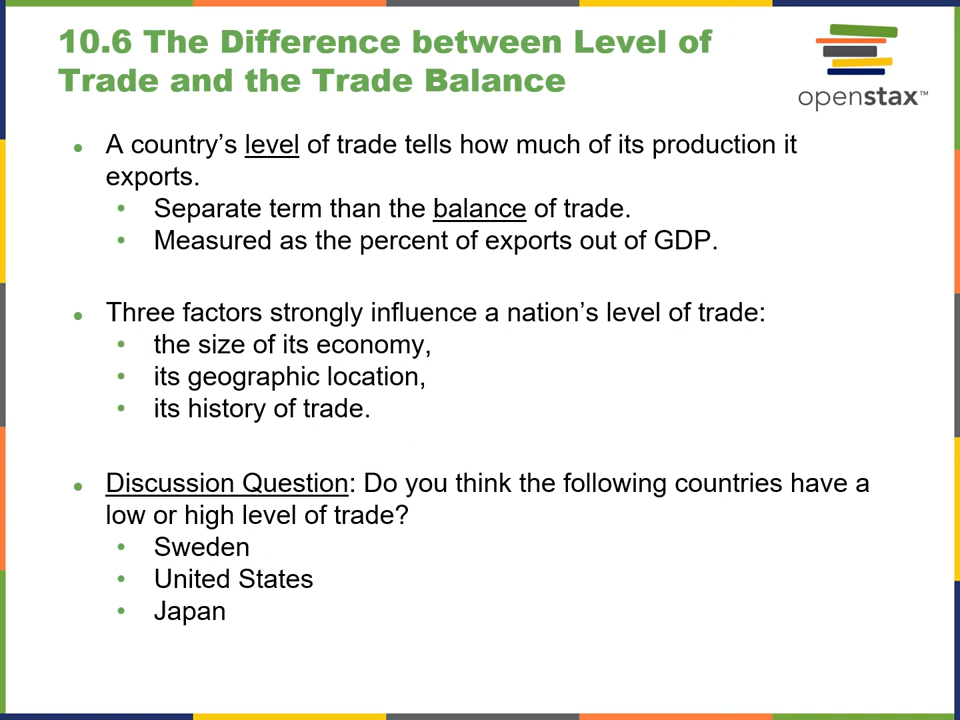 10.6 The Difference between Level of
Trade and the Trade Balance
openstax™
• A country’s level of trade tells how much of its production it
exports.
• Separate term than the balance of trade.
• Measured as the percent of exports out of GDP.
• Three factors strongly influence a nation’s level of trade:
• the size of its economy,
• its geographic location,
• its history of trade.
• Discussion Question: Do you think the following countries have a
low or high level of trade?
• Sweden
• United States
• Japan